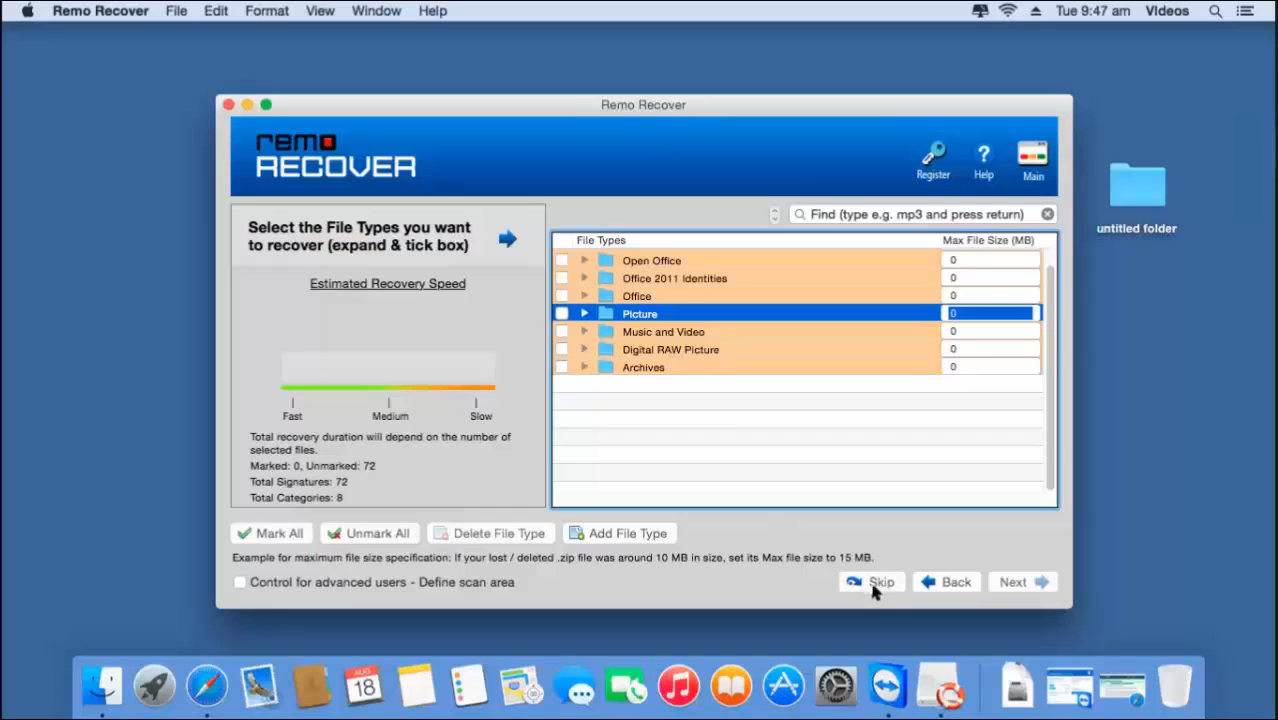 Remo Recover File Edit Format View Window Help Tue 9:47 am Videos
Remo Recover
remo
RECOVER
Register Help Main
Find (type e.g. mp3 and press return)
Select the File Types you want
to recover (expand & tick box)
Estimated Recovery Speed
Fast Medium Slow
Total recovery duration will depend on the number of
selected files.
Marked: 0, Unmarked: 72
Total Signatures: 72
Total Categories: 8
File Types Max File Size (MB)
Open Office 0
Office 2011 Identities 0
Office 0
Picture 0
Music and Video 0
Digital RAW Picture 0
Archives 0
Mark All Unmark All Delete File Type Add File Type
Example for maximum file size specification: If your lost / deleted .zip file was around 10 MB in size, set its Max file size to 15 MB.
Control for advanced users - Define scan area
Skip Back Next
untitled folder
AUG
18